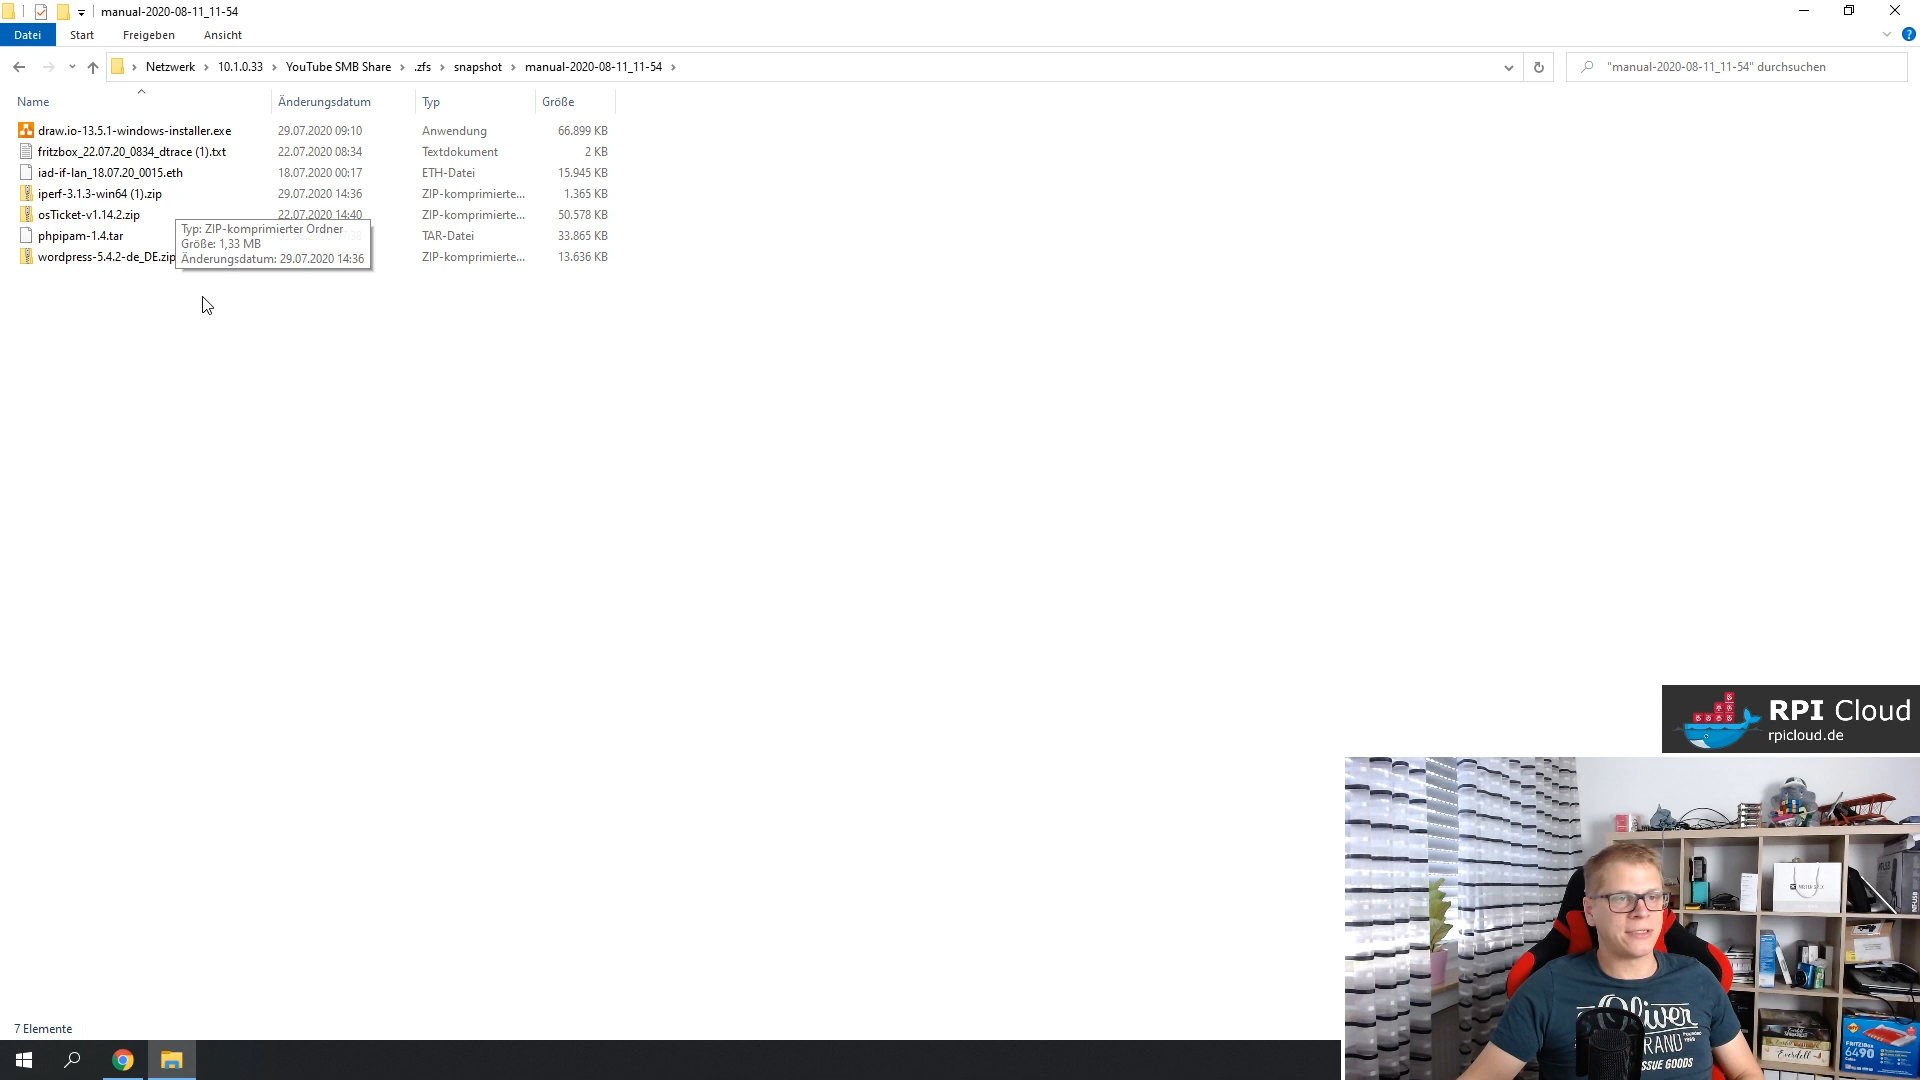 manual-2020-08-11_11-54
Datei Start Freigeben Ansicht
Netzwerk 10.1.0.33 YouTube SMB Share .zfs snapshot manual-2020-08-11_11-54
"manual-2020-08-11_11-54" durchsuchen
Name Änderungsdatum Typ Größe
draw.io-13.5.1-windows-installer.exe 29.07.2020 09:10 Anwendung 66.899 KB
fritzbox_22.07.20_0834_dtrace (1).txt 22.07.2020 08:34 Textdokument 2 KB
iad-if-lan_18.07.20_0015.eth 18.07.2020 00:17 ETH-Datei 15.945 KB
iperf-3.1.3-win64 (1).zip 29.07.2020 14:36 ZIP-komprimierte... 1.365 KB
osTicket-v1.14.2.zip 22.07.2020 14:40 ZIP-komprimierte... 50.578 KB
phpipam-1.4.tar TAR-Datei 33.865 KB
wordpress-5.4.2-de_DE.zip ZIP-komprimierte... 13.636 KB
Typ: ZIP-komprimierter Ordner
Größe: 1,33 MB
Änderungsdatum: 29.07.2020 14:36
RPI Cloud
rpicloud.de
Oliver
RAND
SSUE GOODS
Everdell
FRITZ!Box
6490
7 Elemente